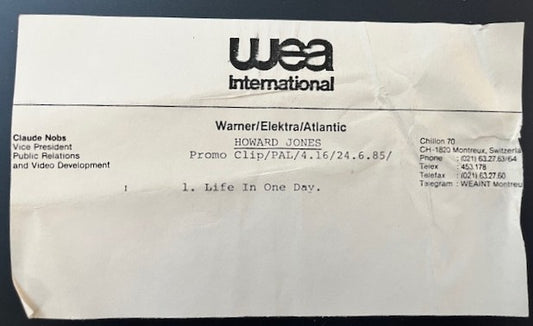 wea
International
Warner/Elektra/Atlantic
Claude Nobs
Vice President
Public Relations
and Video Development
HOWARD JONES
Promo Clip/PAL/4.16/24.6.85/
Chillon 70
CH-1820 Montreux, Switzerla
Phone : (021) 63.27.63/64
Telex : 453.178
Telefax : (021) 63.27.60
Telegram : WEAINT Montreu
1. Life In One Day.